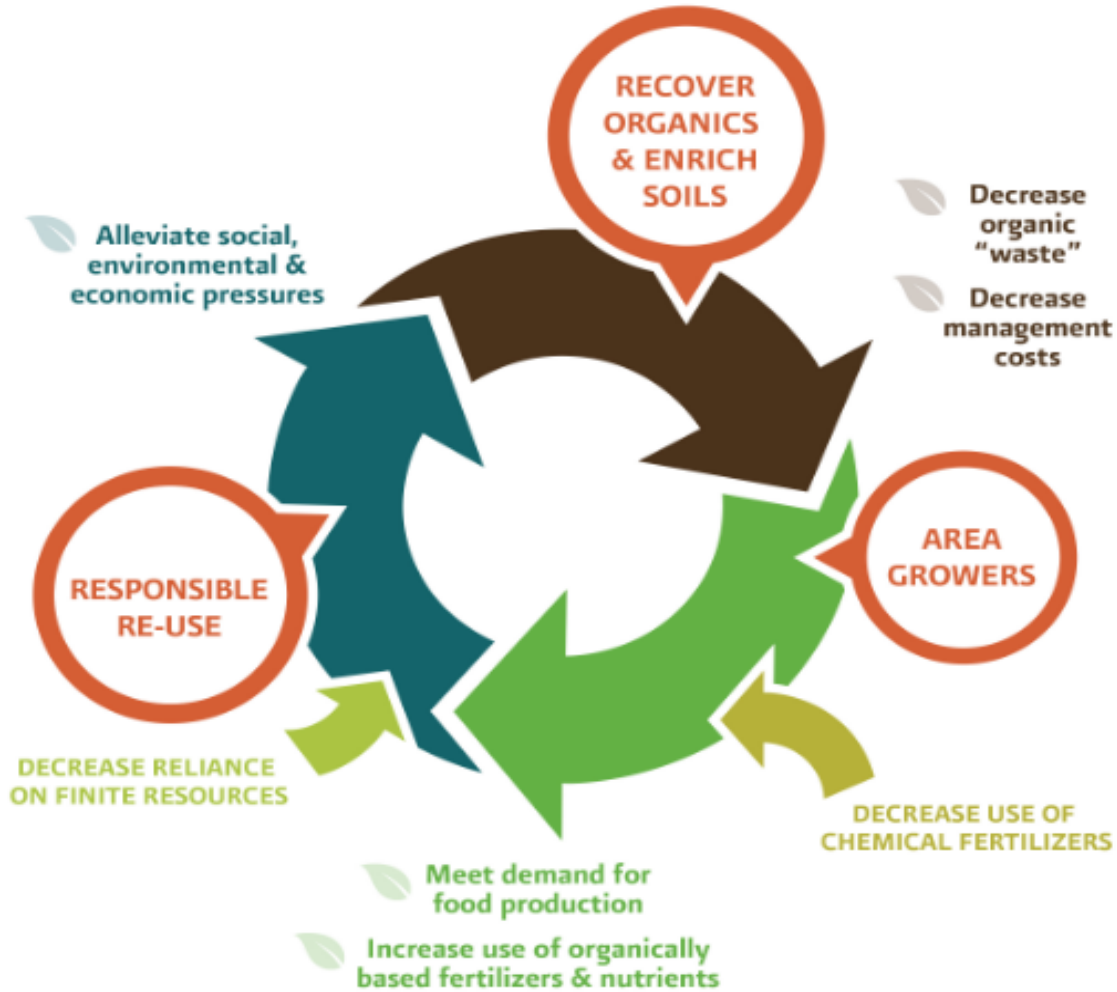 RECOVER
ORGANICS
& ENRICH
SOILS
Decrease
organic
“waste”
Decrease
management
costs
Alleviate social,
environmental &
economic pressures
AREA
GROWERS
RESPONSIBLE
RE-USE
DECREASE RELIANCE
ON FINITE RESOURCES
DECREASE USE OF
CHEMICAL FERTILIZERS
Meet demand for
food production
Increase use of organically
based fertilizers & nutrients